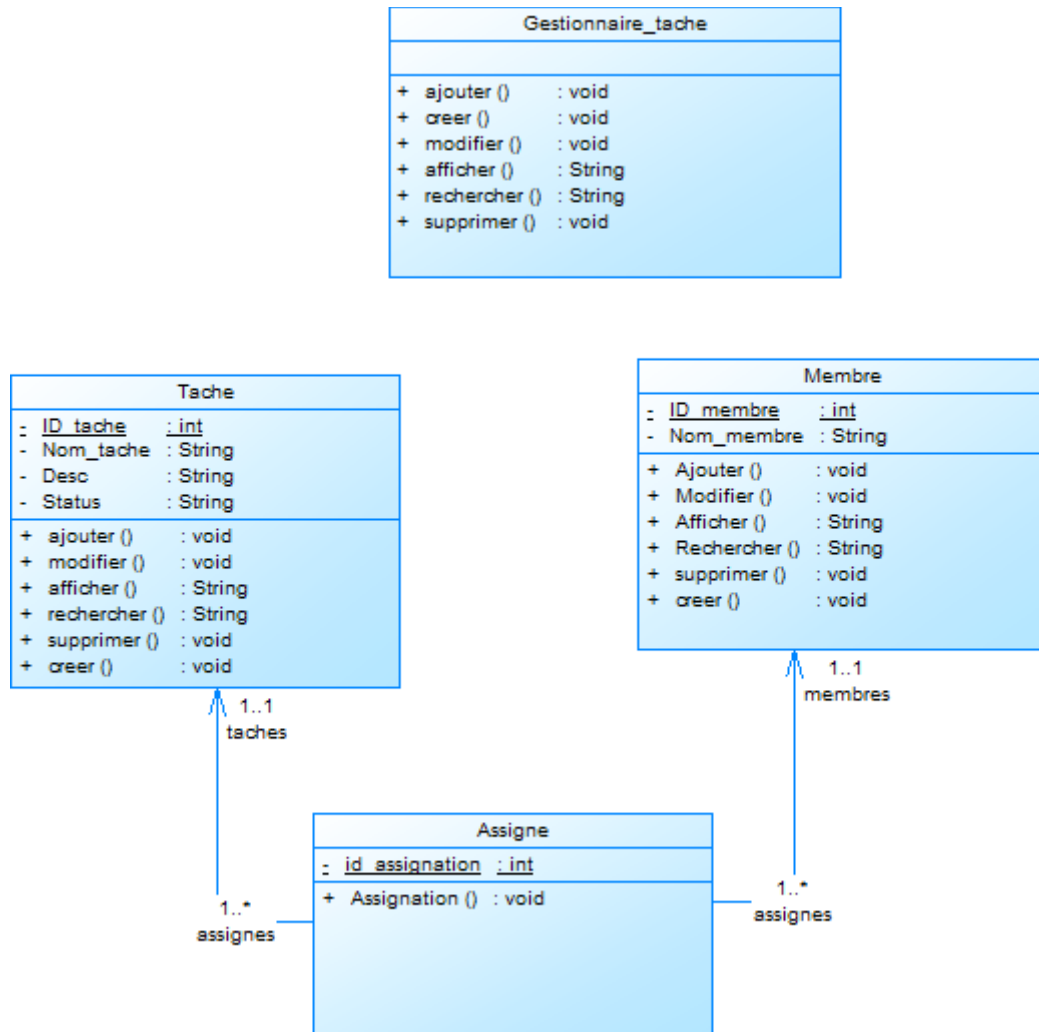 Gestionnaire_tache
+ ajouter () : void
+ creer () : void
+ modifier () : void
+ afficher () : String
+ rechercher () : String
+ supprimer () : void
Tache
- ID_tache : int
- Nom_tache : String
- Desc : String
- Status : String
+ ajouter () : void
+ modifier () : void
+ afficher () : String
+ rechercher () : String
+ supprimer () : void
+ creer () : void
Membre
- ID_membre : int
- Nom_membre : String
+ Ajouter () : void
+ Modifier () : void
+ Afficher () : String
+ Rechercher () : String
+ supprimer () : void
+ creer () : void
1..1
taches
1..1
membres
Assigne
- id_assignation : int
+ Assignation () : void
1..*
assignes
1..*
assignes